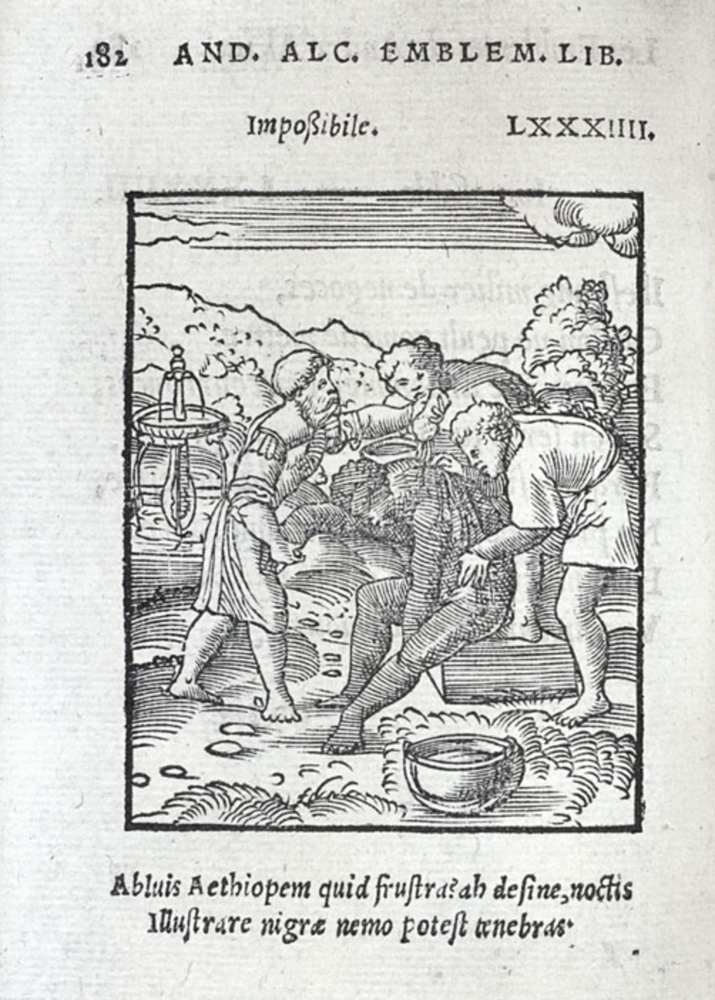 182 AND. ALC. EMBLEM. LIB.
Impoßibile. LXXXIIII.
Abluis Aethiopem quid fruſtra? ah deſine, noctis
Illuſtrare nigræ nemo poteſt tenebras.